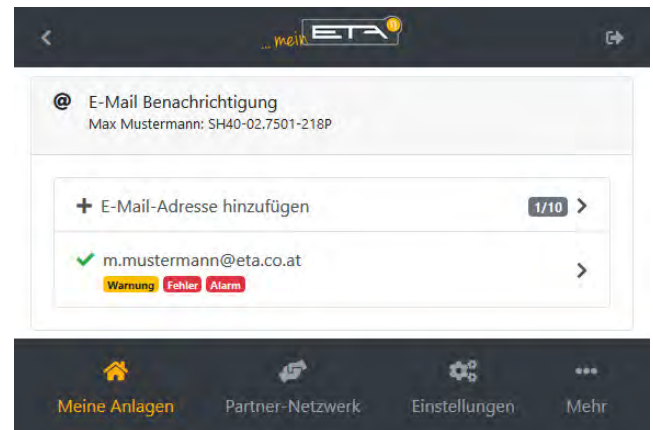 ... mein ETA
@ E-Mail Benachrichtigung
Max Mustermann: SH40-02.7501-218P
+ E-Mail-Adresse hinzufügen 1/10
m.mustermann@eta.co.at
Warnung Fehler Alarm
Meine Anlagen Partner-Netzwerk Einstellungen Mehr